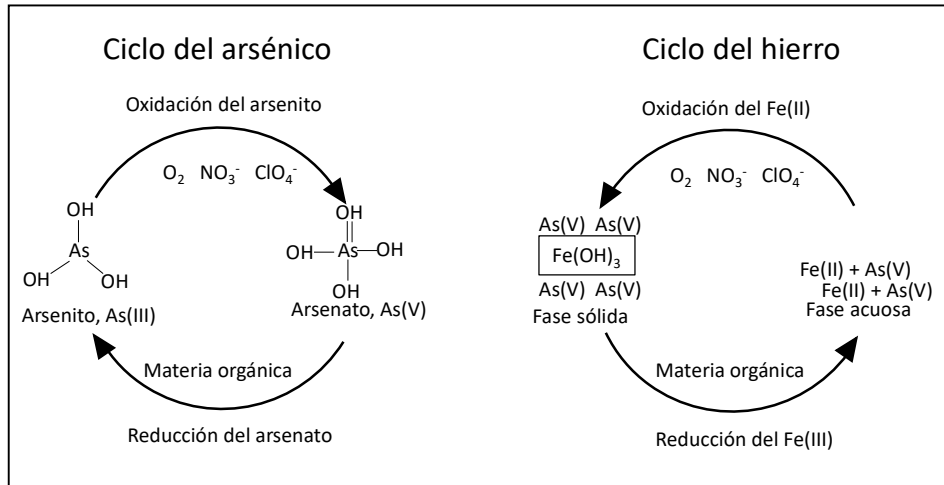 Ciclo del arsénico
Oxidación del arsenito
O2 NO3- ClO4-
OH
As
OH
OH
Arsenito, As(III)
OH
OH
As
OH
OH
Arsenato, As(V)
Materia orgánica
Reducción del arsenato
Ciclo del hierro
Oxidación del Fe(II)
O2 NO3- ClO4-
As(V) As(V)
Fe(OH)3
As(V) As(V)
Fase sólida
Fe(II) + As(V)
Fe(II) + As(V)
Fase acuosa
Materia orgánica
Reducción del Fe(III)